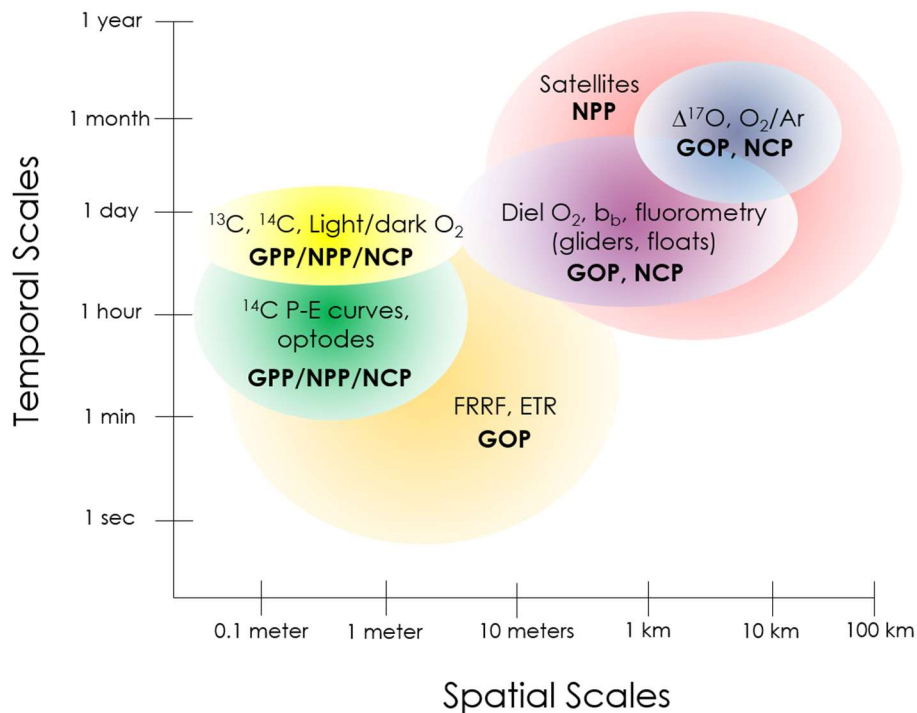 Temporal Scales
1 year
1 month
1 day
1 hour
1 min
1 sec
Satellites
NPP
Δ¹⁷O, O₂/Ar
GOP, NCP
Diel O₂, b_b, fluorometry
(gliders, floats)
GOP, NCP
¹³C, ¹⁴C, Light/dark O₂
GPP/NPP/NCP
¹⁴C P-E curves,
optodes
GPP/NPP/NCP
FRRF, ETR
GOP
0.1 meter
1 meter
10 meters
1 km
10 km
100 km
Spatial Scales